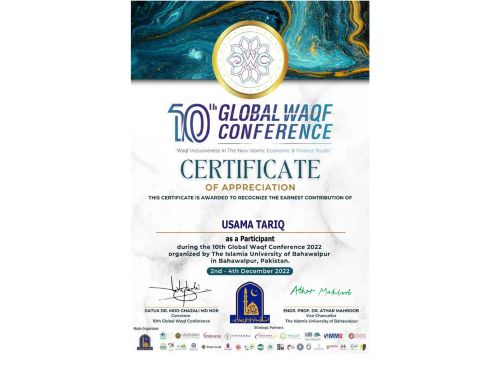 GWC
10th GLOBAL WAQF
CONFERENCE
"Waqf Inclusiveness In The New Islamic Economic & Finance Model"
CERTIFICATE
OF APPRECIATION
THIS CERTIFICATE IS AWARDED TO RECOGNIZE THE EARNEST CONTRIBUTION OF
USAMA TARIQ
as a Participant
during the 10th Global Waqf Conference 2022
organized by The Islamia University of Bahawalpur
in Bahawalpur, Pakistan.
2nd - 4th December 2022
Athar Mahboob
DATUK DR. MOD GHAZALI MD NOR
Convenor
10th Global Waqf Conference
ENGR. PROF. DR. ATHAR MAHBOOB
Vice Chancellor
The Islamia University of Bahawalpur
Main Organizer
Strategic Partners